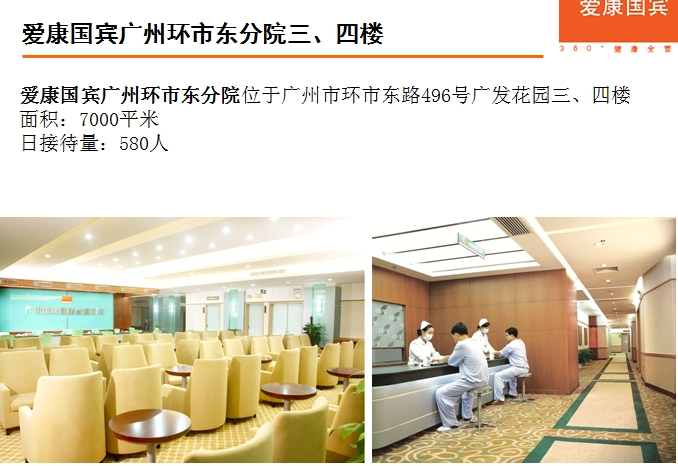 爱康国宾
爱康国宾广州环市东分院三、四楼
360°健康全管
爱康国宾广州环市东分院位于广州市环市东路496号广发花园三、四楼
面积：7000平米
日接待量：580人